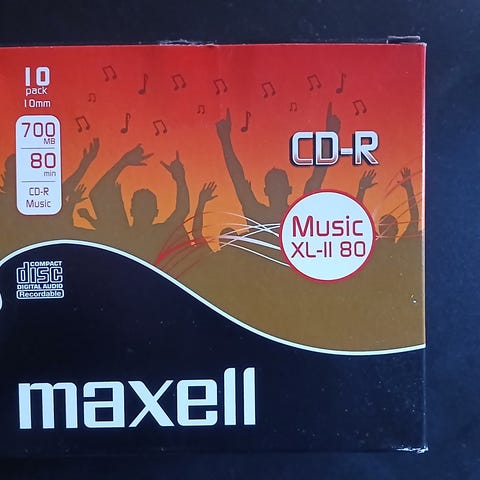 10
pack
10mm
700
MB
80
min
CD-R
Music
CD-R
Music
XL-II 80
COMPACT
disc
DIGITAL AUDIO
Recordable
maxell